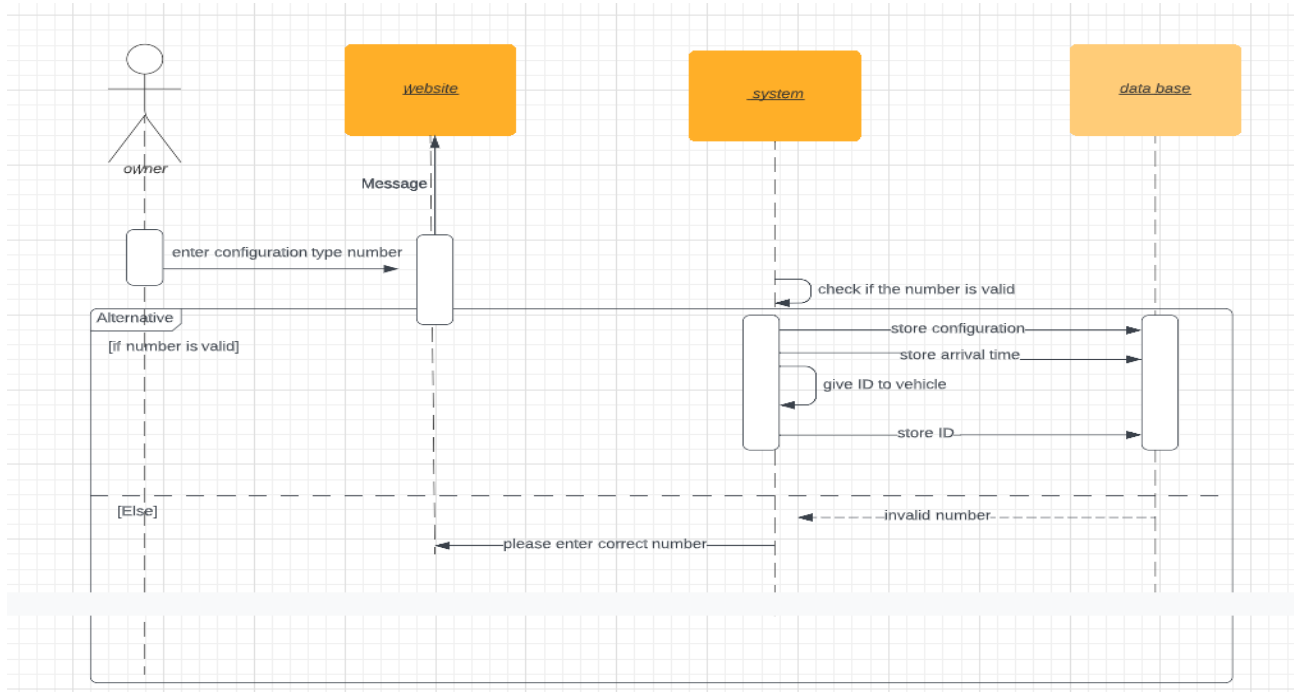 owner
website
system
data base
Message
enter configuration type number
check if the number is valid
Alternative
[if number is valid]
store configuration
store arrival time
give ID to vehicle
store ID
[Else]
invalid number
please enter correct number